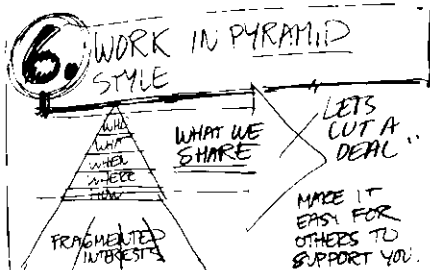 6.
WORK IN PYRAMID
STYLE
WHO
WHAT
WHEN
WHERE
HOW
FRAGMENTED
INTERESTS
WHAT WE
SHARE
LETS
CUT A
DEAL..
MAKE IT
EASY FOR
OTHERS TO
SUPPORT YOU.